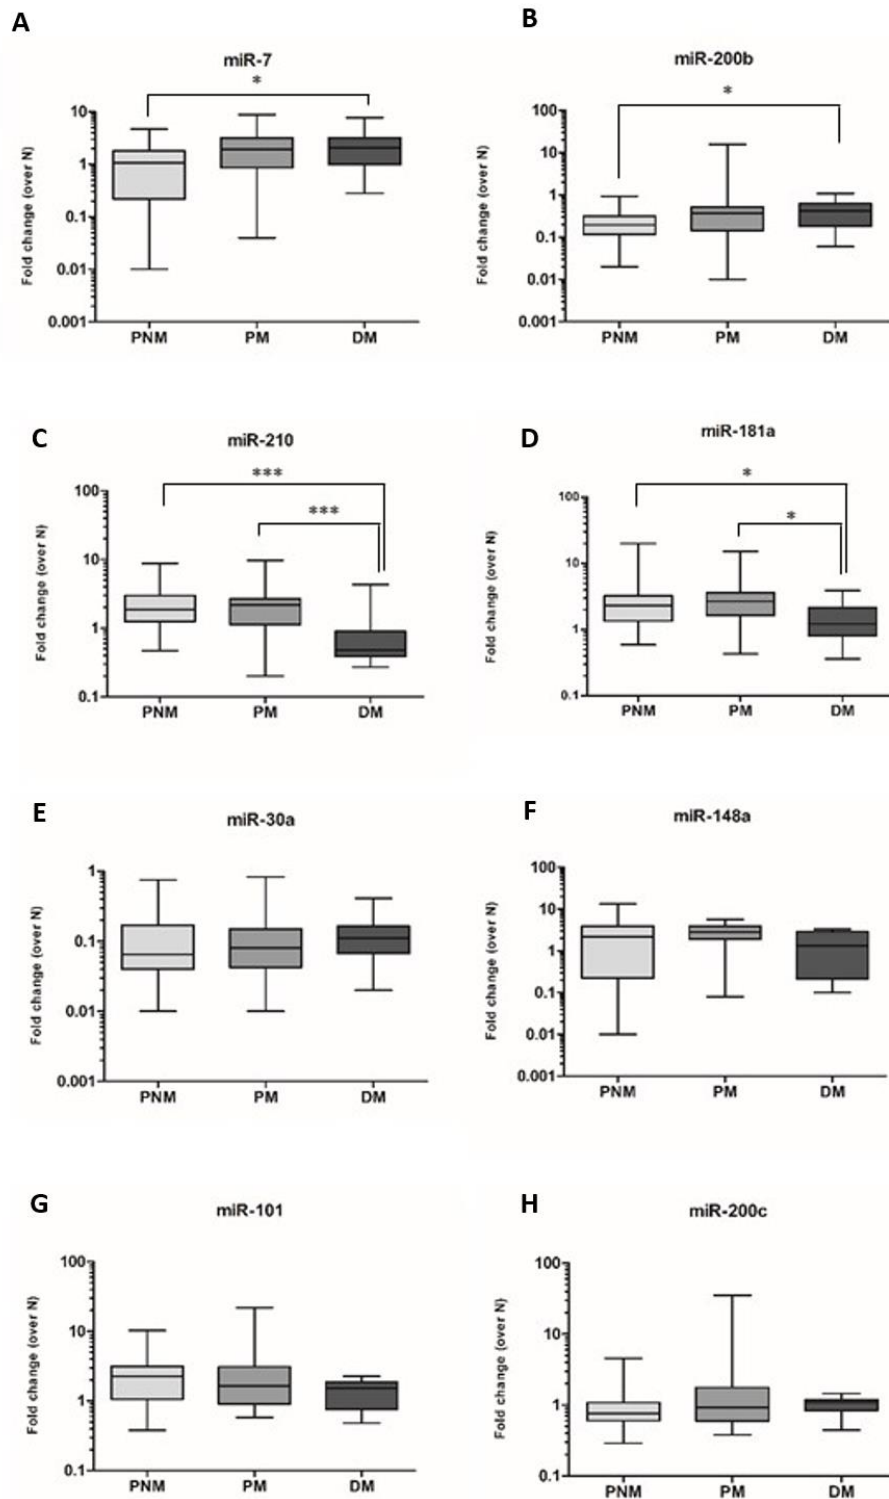 A
B
miR-7
miR-200b
*
*
Fold change (over N)
10
1
0.1
0.01
0.001
PNM PM DM
Fold change (over N)
100
10
1
0.1
0.01
0.001
PNM PM DM
C
D
miR-210
miR-181a
***
***
*
*
Fold change (over N)
100
10
1
0.1
PNM PM DM
Fold change (over N)
100
10
1
0.1
PNM PM DM
E
F
miR-30a
miR-148a
Fold change (over N)
1
0.1
0.01
0.001
PNM PM DM
Fold change (over N)
100
10
1
0.1
0.01
0.001
PNM PM DM
G
H
miR-101
miR-200c
Fold change (over N)
100
10
1
0.1
PNM PM DM
Fold change (over N)
100
10
1
0.1
PNM PM DM